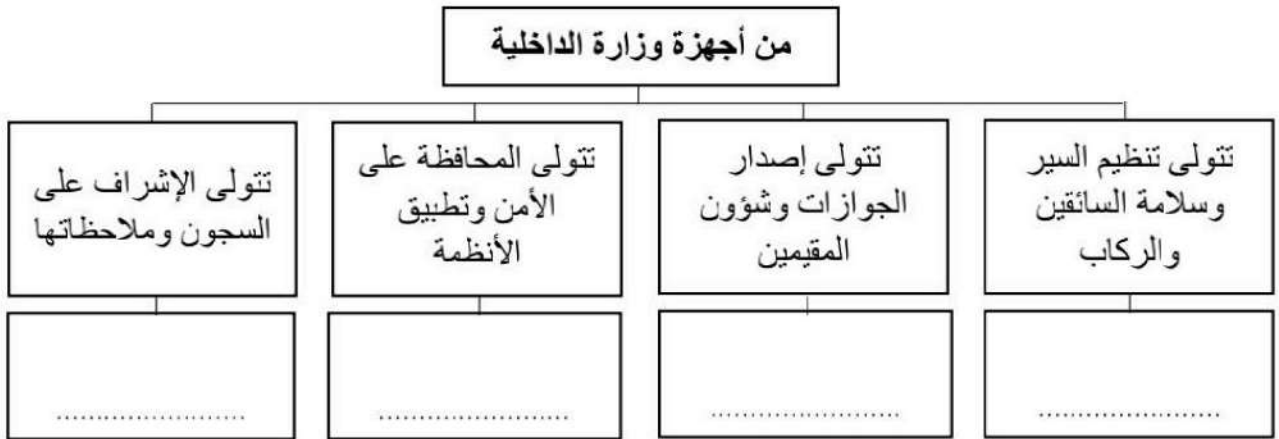 من أجهزة وزارة الداخلية
تتولى تنظيم السير
وسلامة السائقين
والركاب
تتولى إصدار
الجوازات وشؤون
المقيمين
تتولى المحافظة على
الأمن وتطبيق
الأنظمة
تتولى الإشراف على
السجون وملاحظاتها
........................
........................
........................
........................